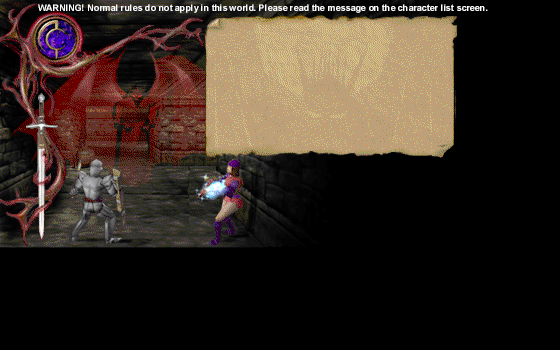 WARNING! Normal rules do not apply in this world. Please read the message on the character list screen.